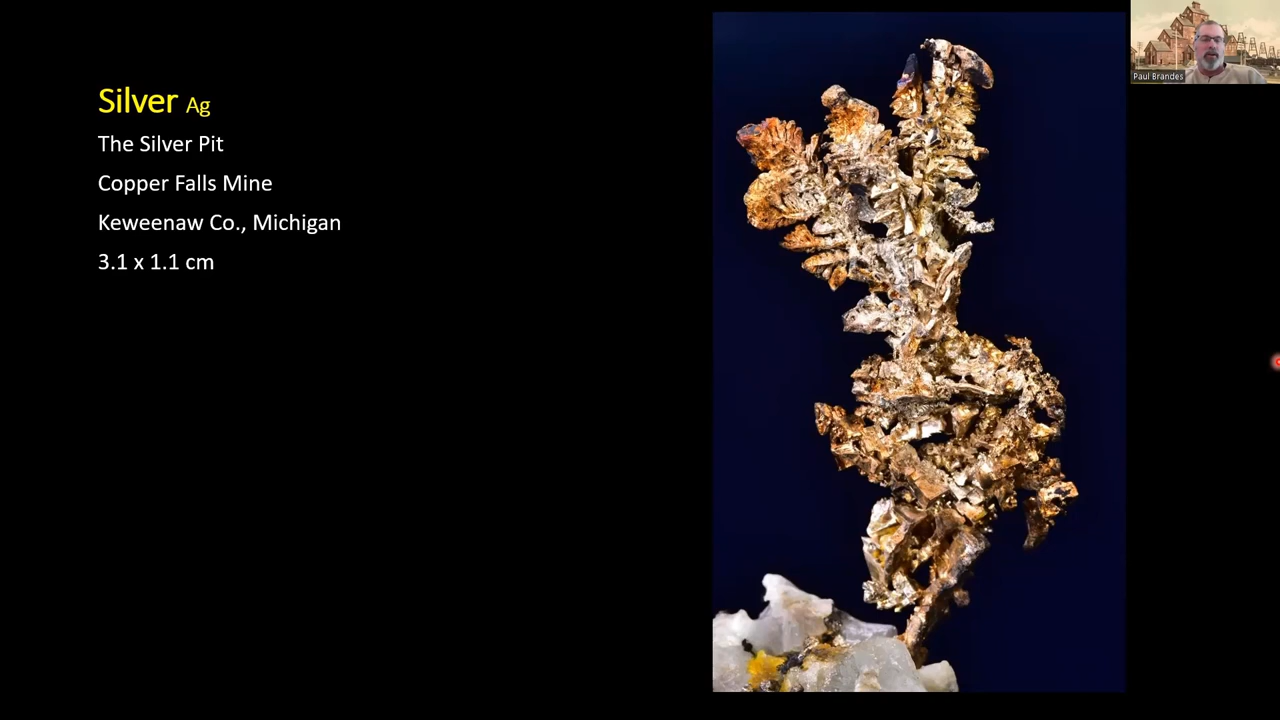 Silver Ag
The Silver Pit
Copper Falls Mine
Keweenaw Co., Michigan
3.1 x 1.1 cm
Paul Brandes